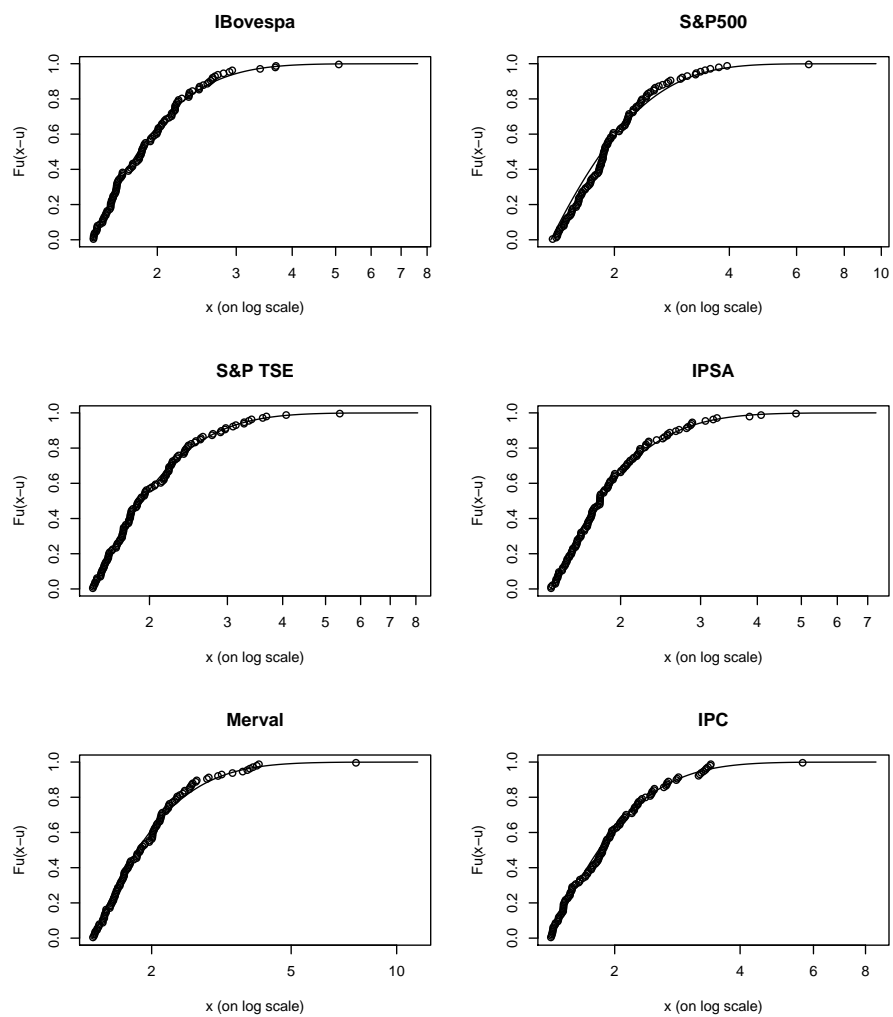 IBovespa
Fu(x−u)
0.0 0.2 0.4 0.6 0.8 1.0
2 3 4 5 6 7 8
x (on log scale)
S&P500
Fu(x−u)
0.0 0.2 0.4 0.6 0.8 1.0
2 4 10
x (on log scale)
S&P TSE
Fu(x−u)
0.0 0.2 0.4 0.6 0.8 1.0
2 3 4 5 6 7 8
x (on log scale)
IPSA
Fu(x−u)
0.0 0.2 0.4 0.6 0.8 1.0
2 3 4 5 6 7
x (on log scale)
Merval
Fu(x−u)
0.0 0.2 0.4 0.6 0.8 1.0
2 5 10
x (on log scale)
IPC
Fu(x−u)
0.0 0.2 0.4 0.6 0.8 1.0
2 4 6 8
x (on log scale)